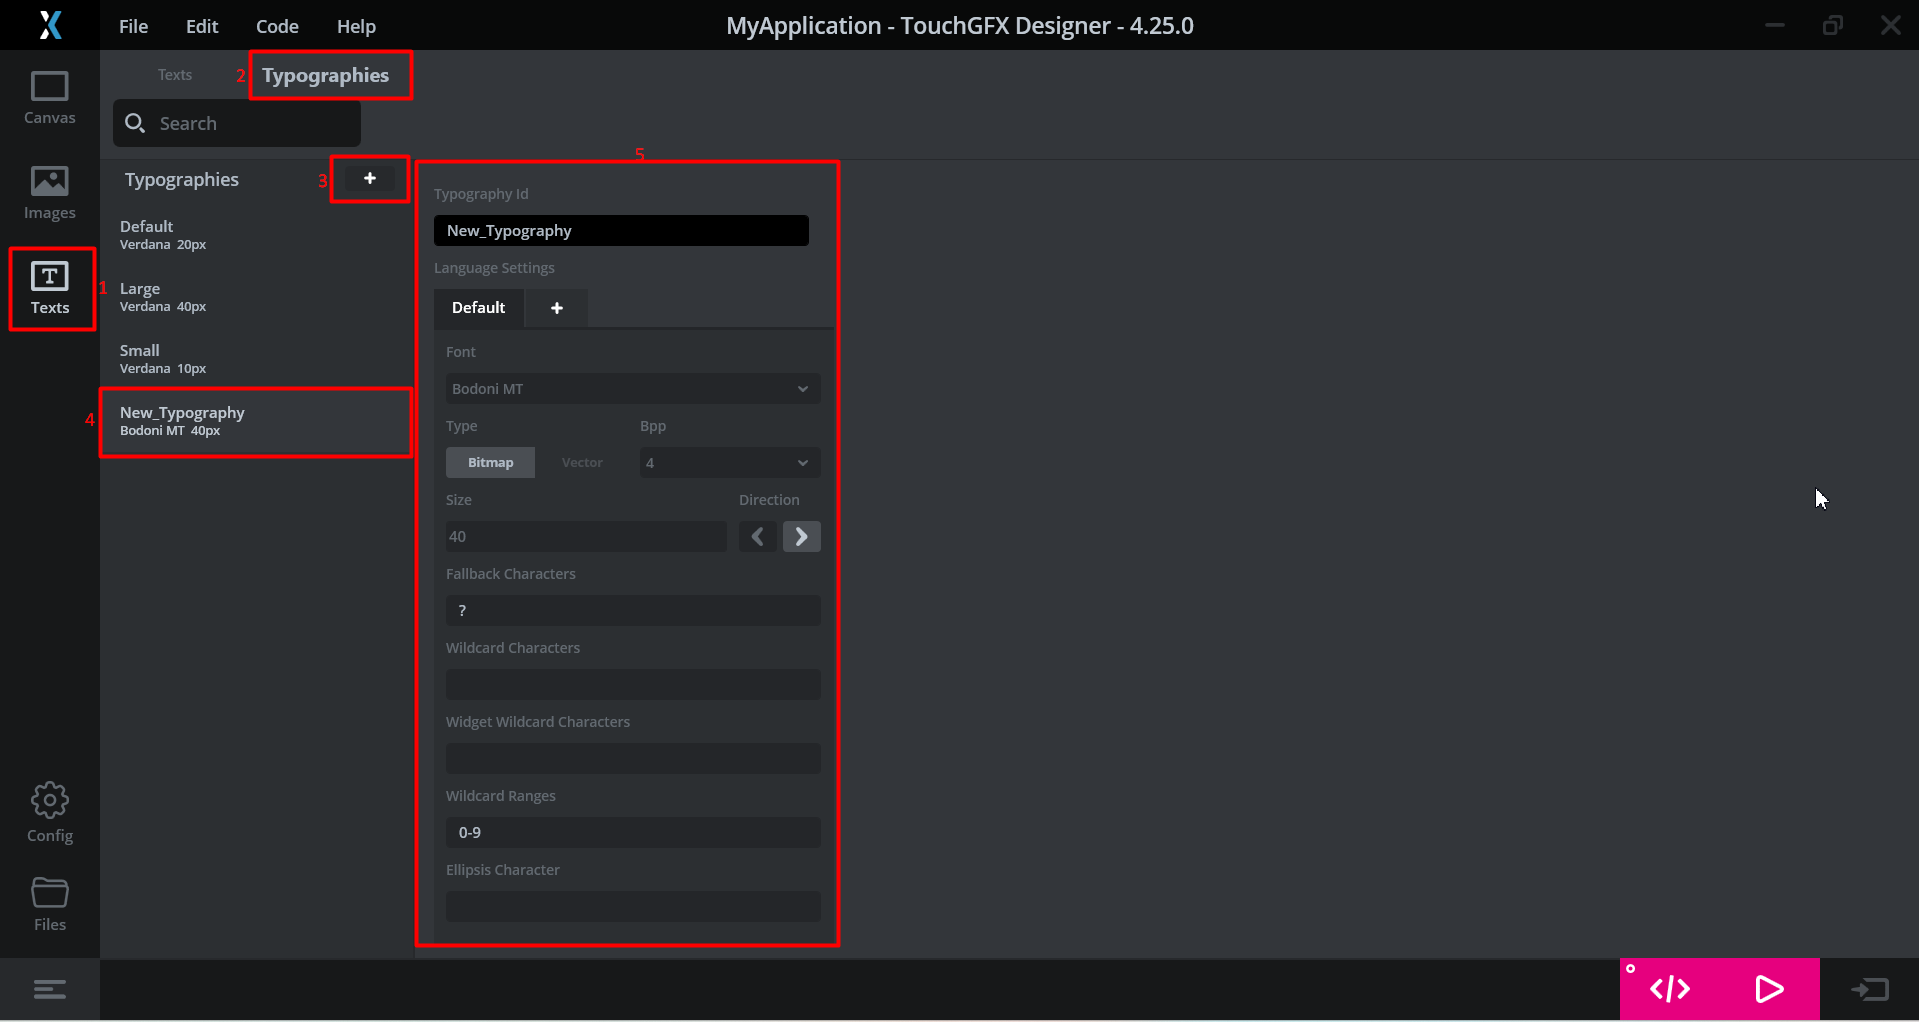 File Edit Code Help
MyApplication - TouchGFX Designer - 4.25.0
Texts 2 Typographies
Canvas
Search
5
Typographies 3 +
Typography Id
Images
Default
Verdana 20px
New_Typography
Language Settings
Texts 1
Large
Verdana 40px
Default +
Small
Verdana 10px
Font
Bodoni MT
4 New_Typography
Bodoni MT 40px
Type Bpp
Bitmap Vector 4
Size Direction
40
Fallback Characters
?
Wildcard Characters
Widget Wildcard Characters
Wildcard Ranges
0-9
Ellipsis Character
Config
Files